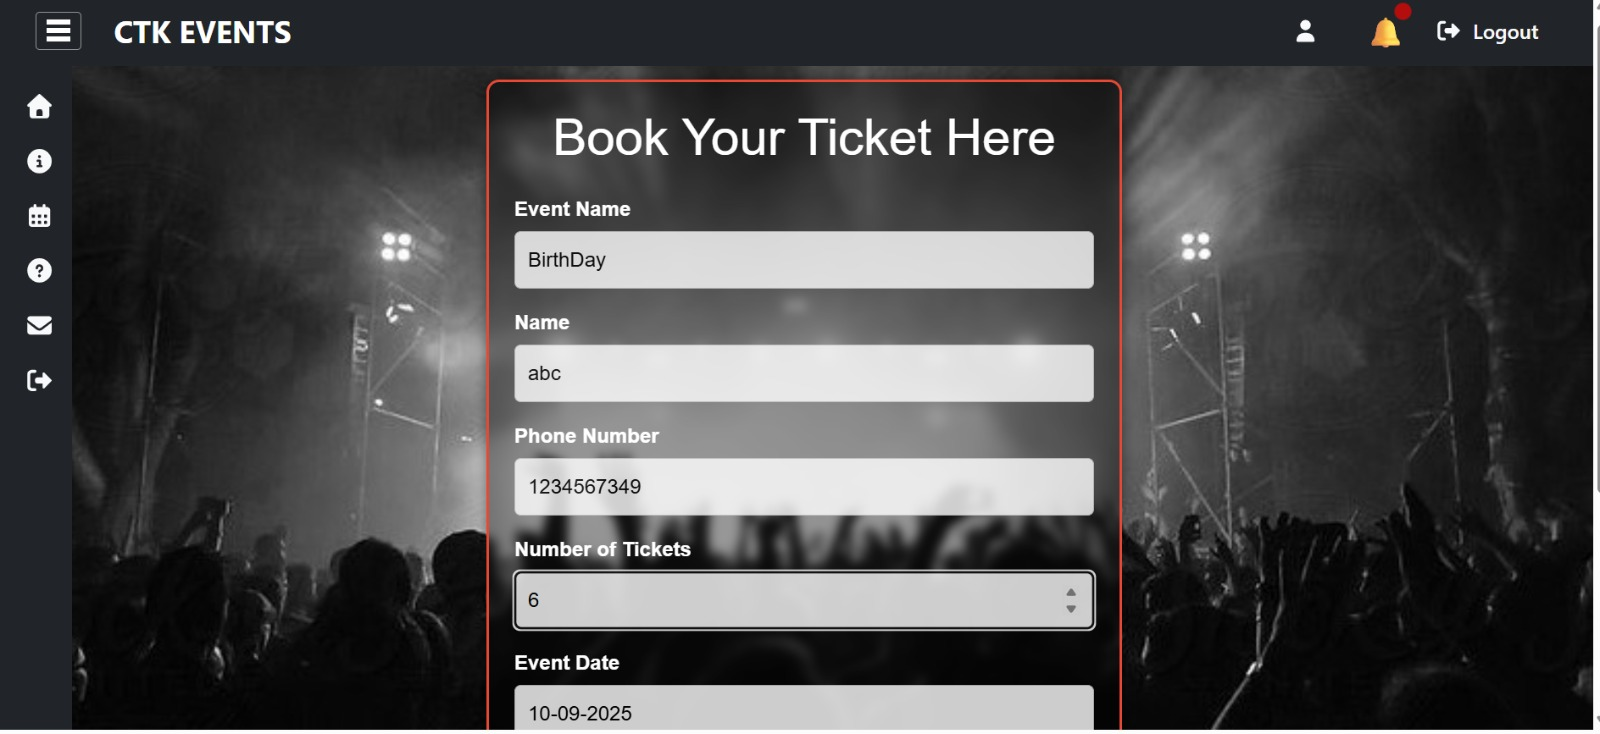 CTK EVENTS
Logout
Book Your Ticket Here
Event Name
BirthDay
Name
abc
Phone Number
1234567349
Number of Tickets
6
Event Date
10-09-2025